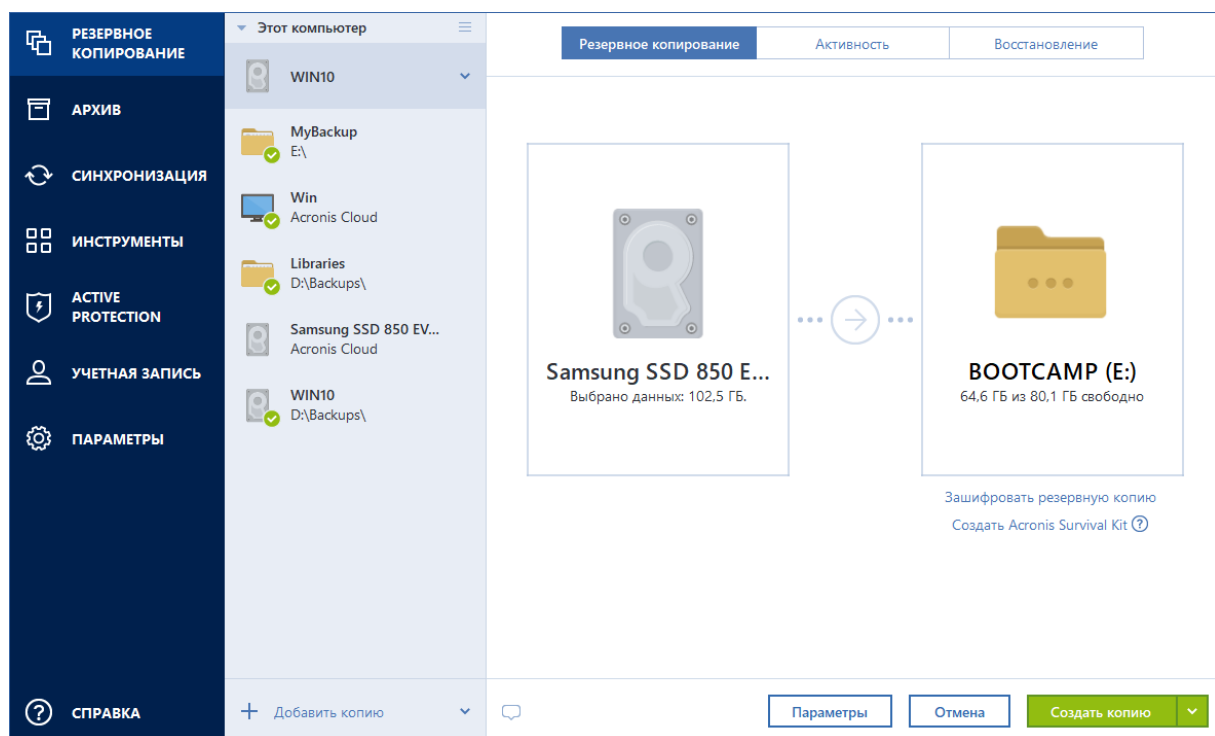 РЕЗЕРВНОЕ
КОПИРОВАНИЕ
АРХИВ
СИНХРОНИЗАЦИЯ
ИНСТРУМЕНТЫ
ACTIVE
PROTECTION
УЧЕТНАЯ ЗАПИСЬ
ПАРАМЕТРЫ
СПРАВКА
Этот компьютер
WIN10
MyBackup
E:\
Win
Acronis Cloud
Libraries
D:\Backups\
Samsung SSD 850 EV...
Acronis Cloud
WIN10
D:\Backups\
Добавить копию
Резервное копирование
Активность
Восстановление
Samsung SSD 850 E...
Выбрано данных: 102,5 ГБ.
BOOTCAMP (E:)
64,6 ГБ из 80,1 ГБ свободно
Зашифровать резервную копию
Создать Acronis Survival Kit ?
Параметры
Отмена
Создать копию